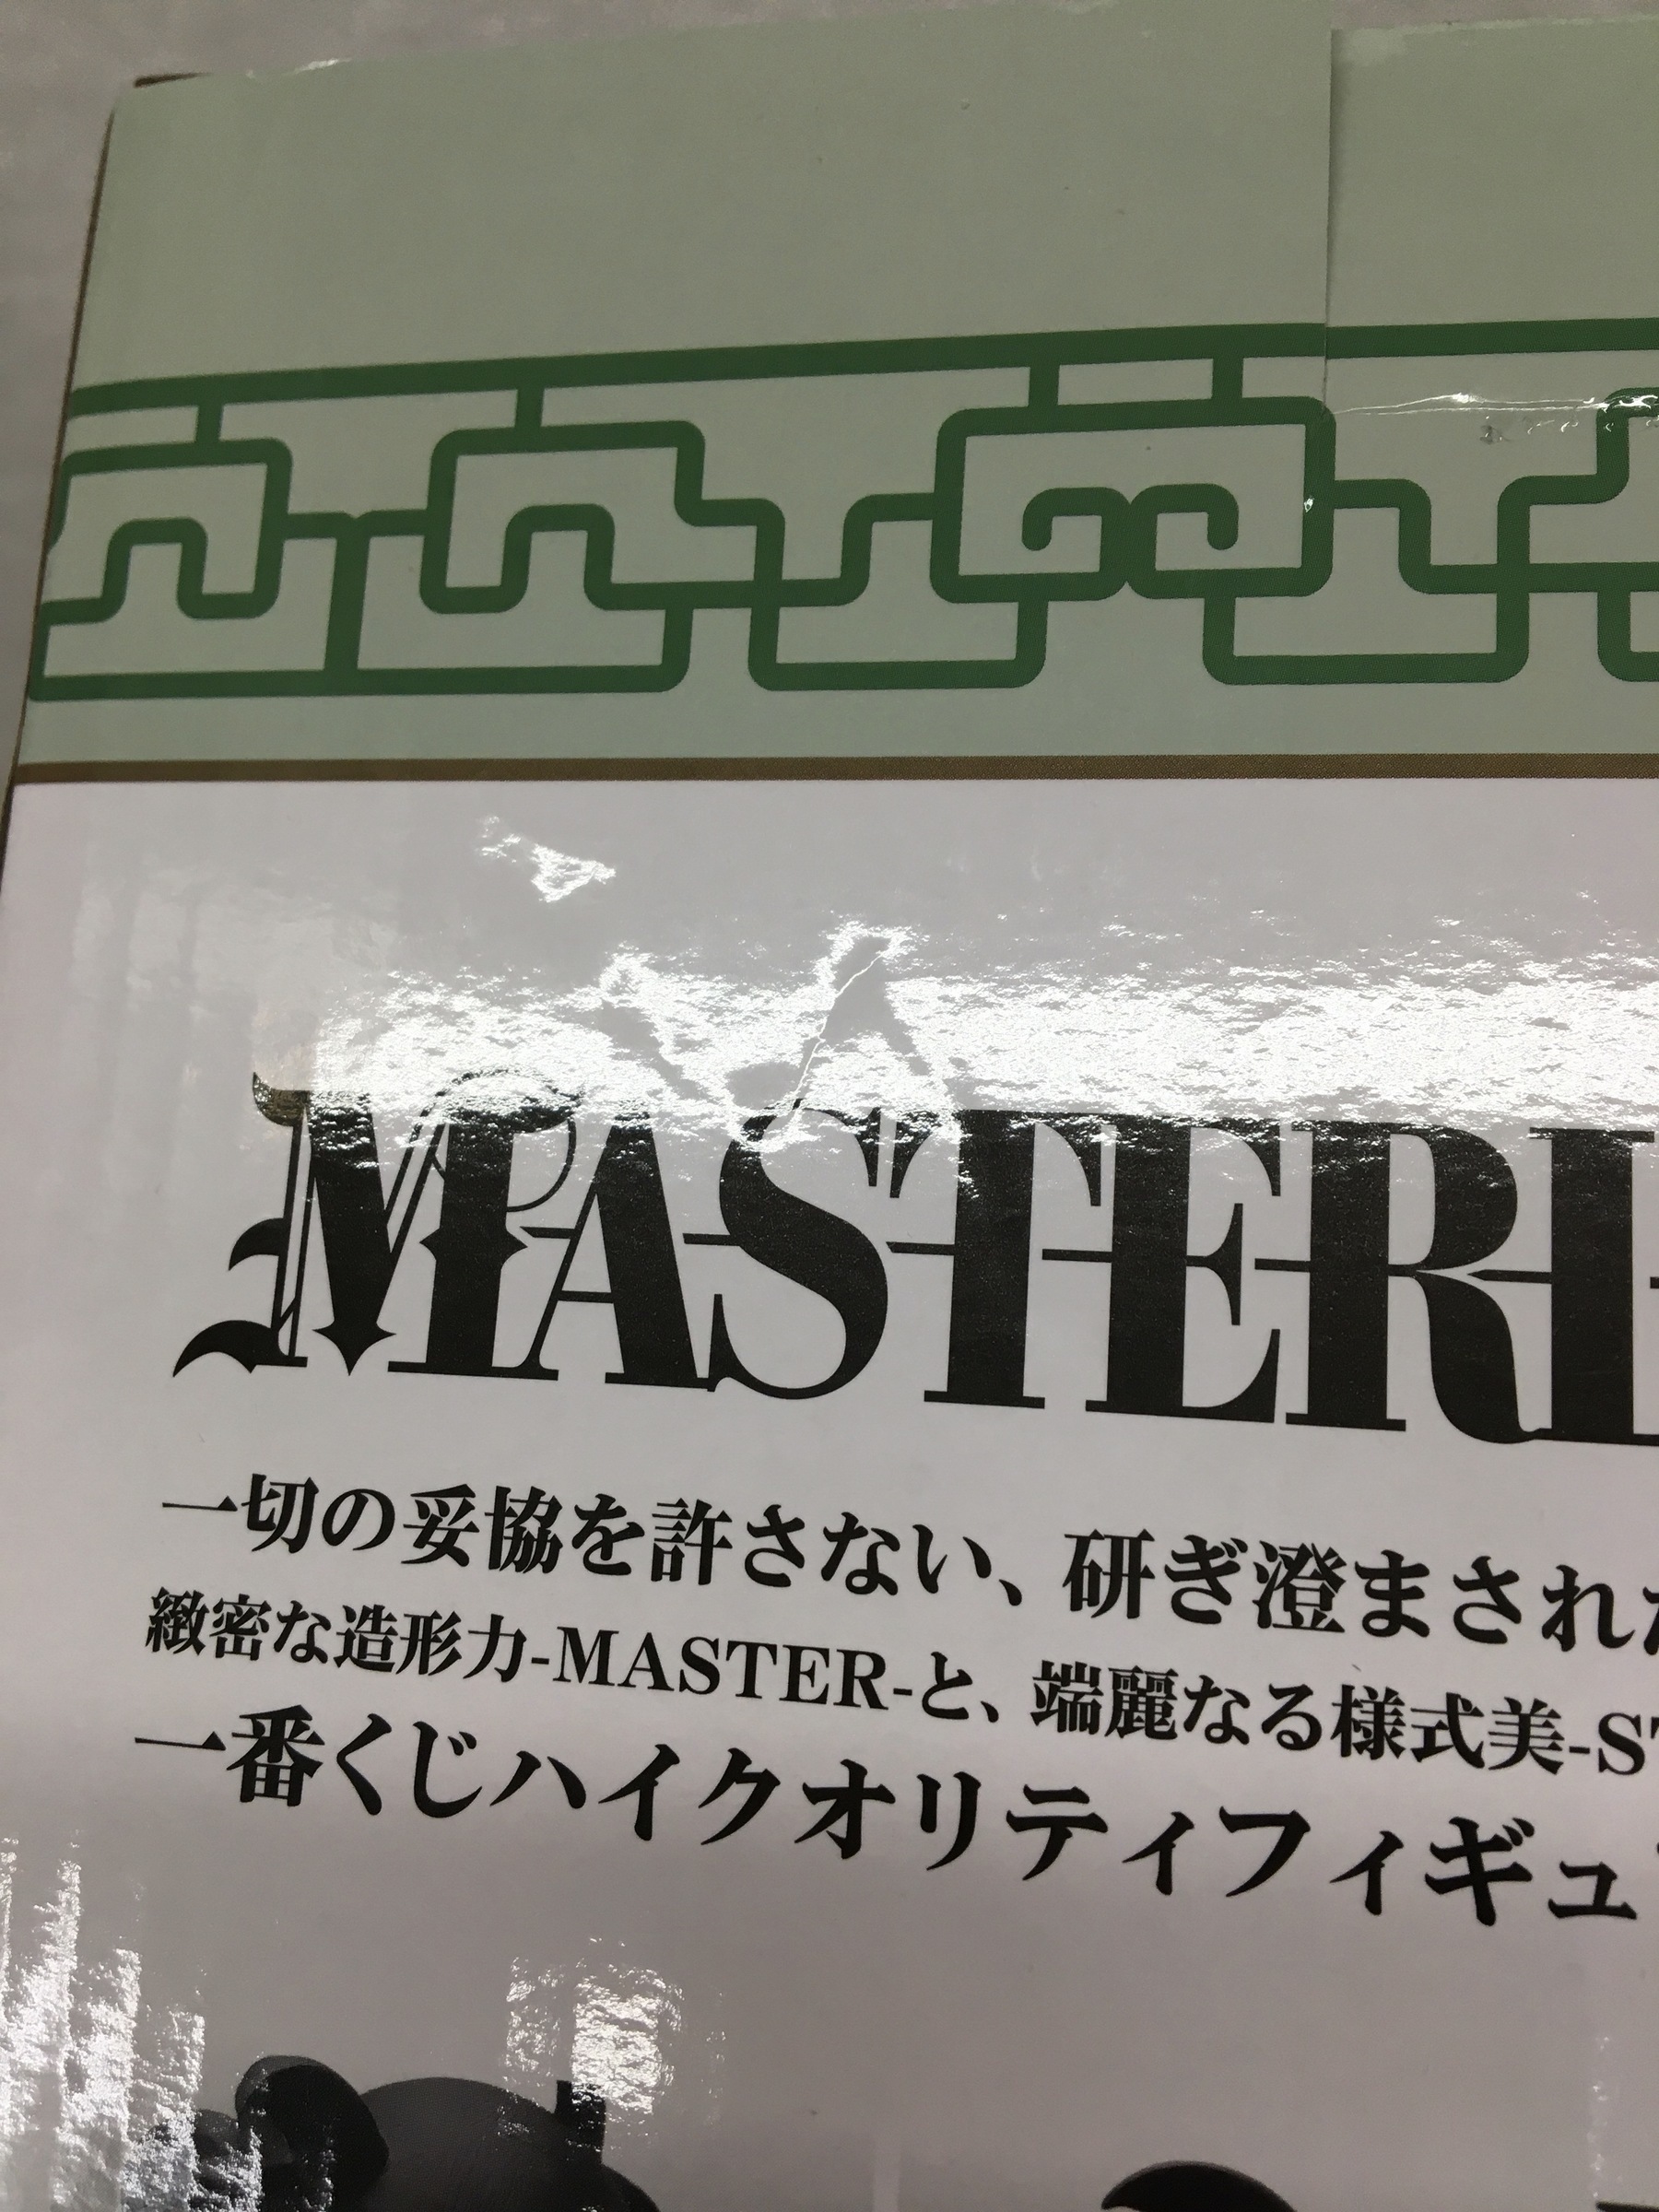 MASTERL
一切の妥協を許さない、研ぎ澄まされた
緻密な造形力-MASTER-と、端麗なる様式美-ST
一番くじハイクオリティフィギュ